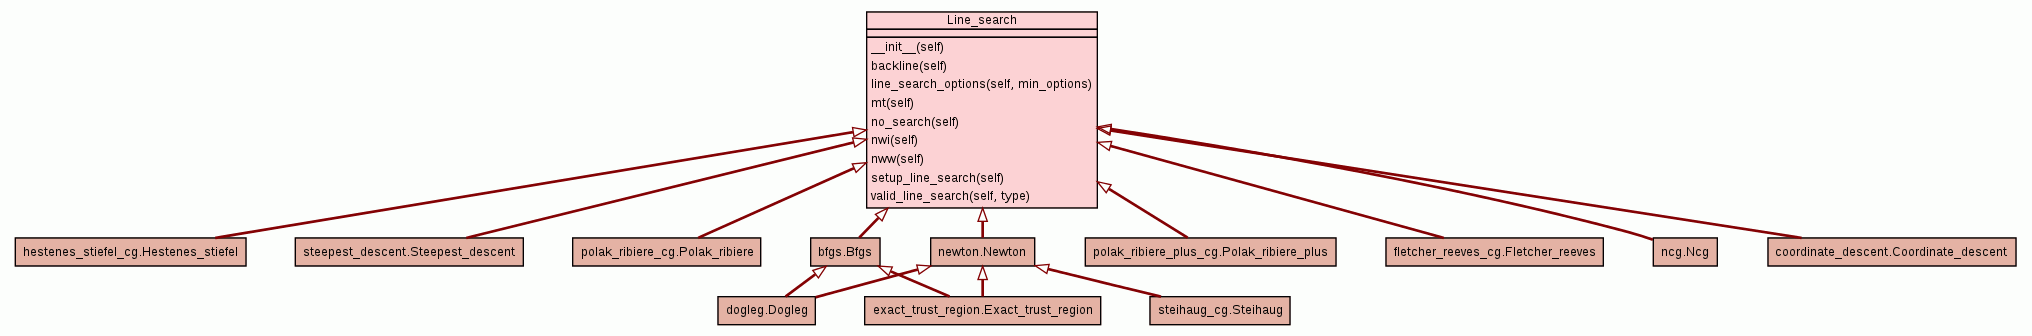 Line_search
__init__(self)
backline(self)
line_search_options(self, min_options)
mt(self)
no_search(self)
nwi(self)
nww(self)
setup_line_search(self)
valid_line_search(self, type)
hestenes_stiefel_cg.Hestenes_stiefel
steepest_descent.Steepest_descent
polak_ribiere_cg.Polak_ribiere
bfgs.Bfgs
newton.Newton
polak_ribiere_plus_cg.Polak_ribiere_plus
fletcher_reeves_cg.Fletcher_reeves
ncg.Ncg
coordinate_descent.Coordinate_descent
dogleg.Dogleg
exact_trust_region.Exact_trust_region
steihaug_cg.Steihaug